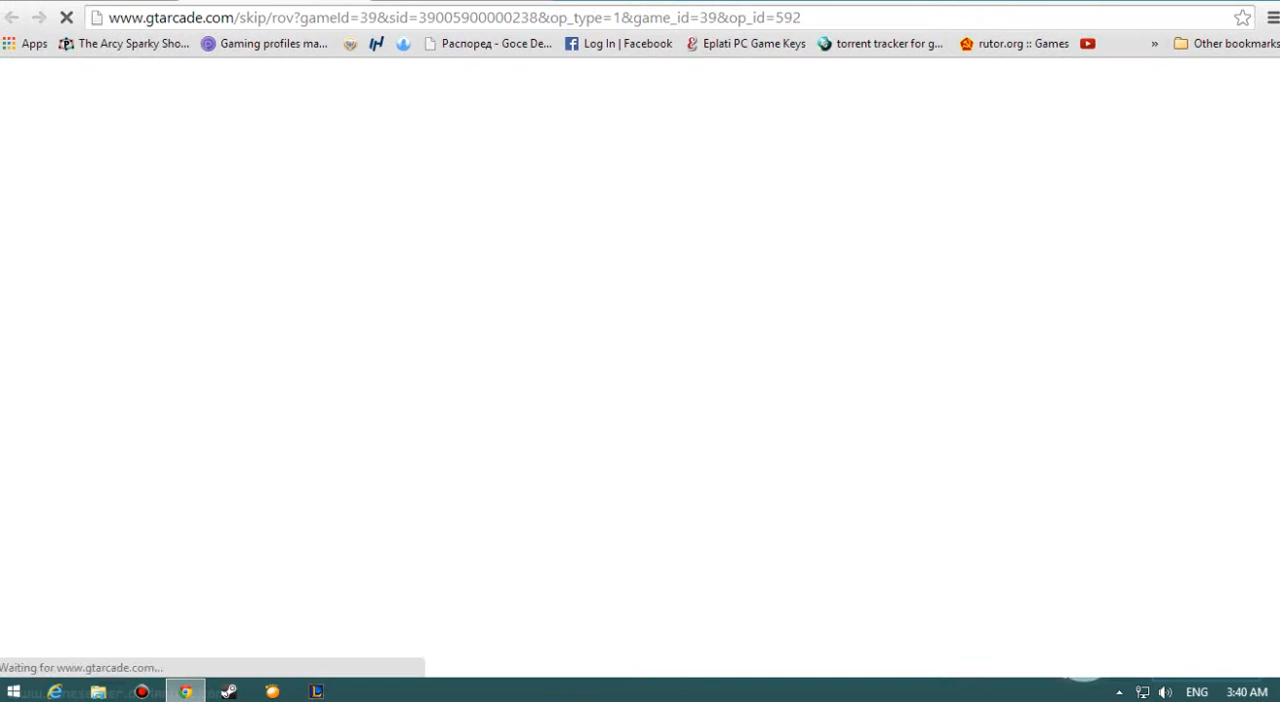 www.gtarcade.com/skip/rov?gameId=39&sid=39005900000238&op_type=1&game_id=39&op_id=592
Apps The Arcy Sparky Sho... Gaming profiles ma... Распоред - Goce De... Log In | Facebook Eplati PC Game Keys torrent tracker for g... rutor.org :: Games » Other bookmarks
Waiting for www.gtarcade.com...
ENG 3:40 AM